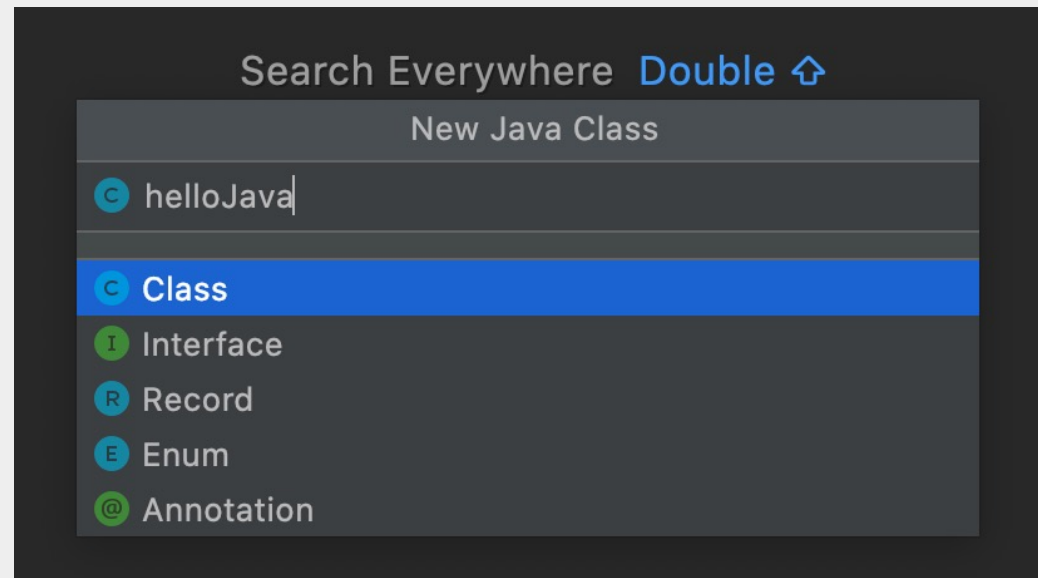 Search Everywhere Double ⇧
New Java Class
C helloJava
C Class
I Interface
R Record
E Enum
@ Annotation